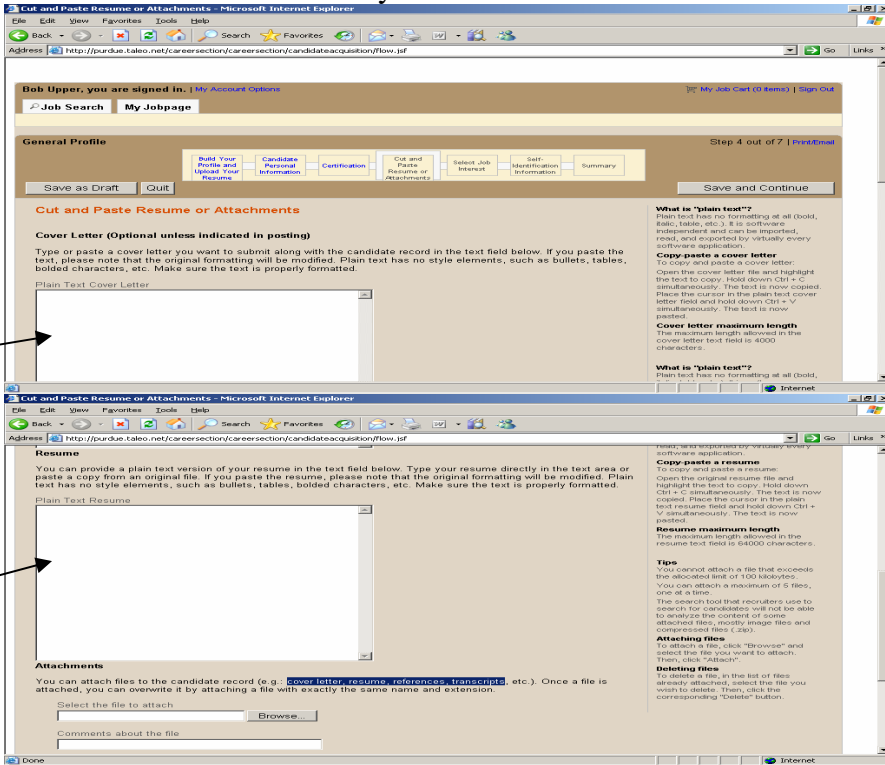 Cut and Paste Resume or Attachments - Microsoft Internet Explorer
File Edit View Favorites Tools Help
Back Search Favorites
Address http://purdue.taleo.net/careersection/careersection/candidateacquisition/flow.jsf Go Links
Bob Upper, you are signed in. | My Account Options
My Job Cart (0 items) | Sign Out
Job Search My Jobpage
General Profile
Step 4 out of 7 | Print/Email
Build Your Profile and Upload Your Resume
Candidate Personal Information
Certification
Cut and Paste Resume or Attachments
Select Job Interest
Self-Identification Information
Summary
Save as Draft Quit Save and Continue
Cut and Paste Resume or Attachments
Cover Letter (Optional unless indicated in posting)
Type or paste a cover letter you want to submit along with the candidate record in the text field below. If you paste the
text, please note that the original formatting will be modified. Plain text has no style elements, such as bullets, tables,
bolded characters, etc. Make sure the text is properly formatted.
Plain Text Cover Letter
What is "plain text"?
Plain text has no formatting at all (bold,
italic, table, etc.). It is software
independent and can be imported,
read, and exported by virtually every
software application.
Copy-paste a cover letter
To copy and paste a cover letter:
Open the cover letter file and highlight
the text to copy. Hold down Ctrl + C
simultaneously. The text is now copied.
Place the cursor in the plain text cover
letter field and hold down Ctrl + V
simultaneously. The text is now
pasted.
Cover letter maximum length
The maximum length allowed in the
cover letter text field is 4000
characters.
What is "plain text"?
Plain text has no formatting at all (bold,
Internet
Cut and Paste Resume or Attachments - Microsoft Internet Explorer
File Edit View Favorites Tools Help
Back Search Favorites
Address http://purdue.taleo.net/careersection/careersection/candidateacquisition/flow.jsf Go Links
Resume
You can provide a plain text version of your resume in the text field below. Type your resume directly in the text area or
paste a copy from an original file. If you paste the resume, please note that the original formatting will be modified. Plain
text has no style elements, such as bullets, tables, bolded characters, etc. Make sure the text is properly formatted.
Plain Text Resume
read, and exported by virtually every
software application.
Copy-paste a resume
To copy and paste a resume:
Open the original resume file and
highlight the text to copy. Hold down
Ctrl + C simultaneously. The text is now
copied. Place the cursor in the plain
text resume field and hold down Ctrl +
V simultaneously. The text is now
pasted.
Resume maximum length
The maximum length allowed in the
resume text field is 64000 characters.
Tips
You cannot attach a file that exceeds
the allocated limit of 100 kilobytes.
You can attach a maximum of 5 files,
one at a time.
The search tool that recruiters use to
search for candidates will not be able
to analyze the content of some
attached files, mostly image files and
compressed files (.zip).
Attaching files
To attach a file, click "Browse" and
select the file you want to attach.
Then, click "Attach".
Deleting files
To delete a file, in the list of files
already attached, select the file you
wish to delete. Then, click the
corresponding "Delete" button.
Attachments
You can attach files to the candidate record (e.g.: cover letter, resume, references, transcripts, etc.). Once a file is
attached, you can overwrite it by attaching a file with exactly the same name and extension.
Select the file to attach
Browse...
Comments about the file
Done Internet